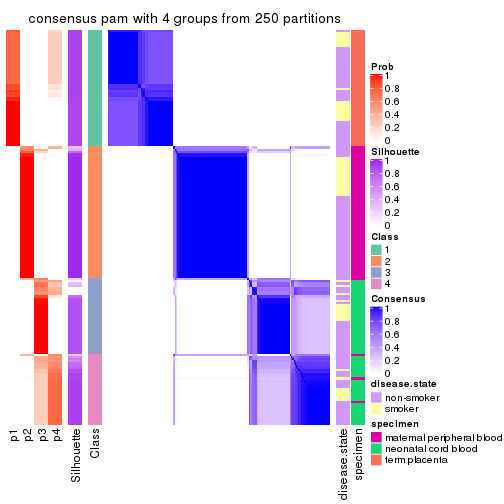 consensus pam with 4 groups from 250 partitions
Prob
1
0.8
0.6
0.4
0.2
0
Silhouette
1
0.8
0.6
0.4
0.2
0
Class
1
2
3
4
Consensus
1
0.8
0.6
0.4
0.2
0
disease.state
non-smoker
smoker
specimen
maternal peripheral blood
neonatal cord blood
term placenta
p1
p2
p3
p4
Silhouette
Class
disease.state
specimen